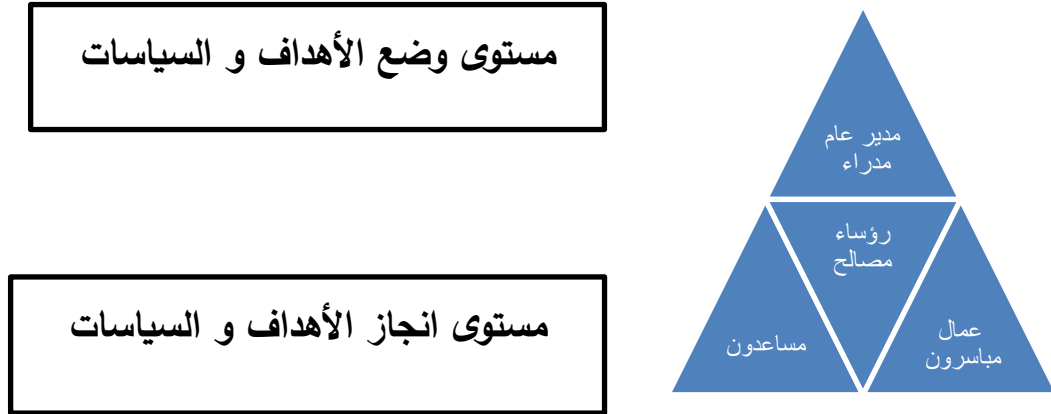 مستوى وضع الأهداف و السياسات
مدير عام
مدراء
رؤساء
مصالح
مستوى انجاز الأهداف و السياسات
عمال
مباسرون
مساعدون